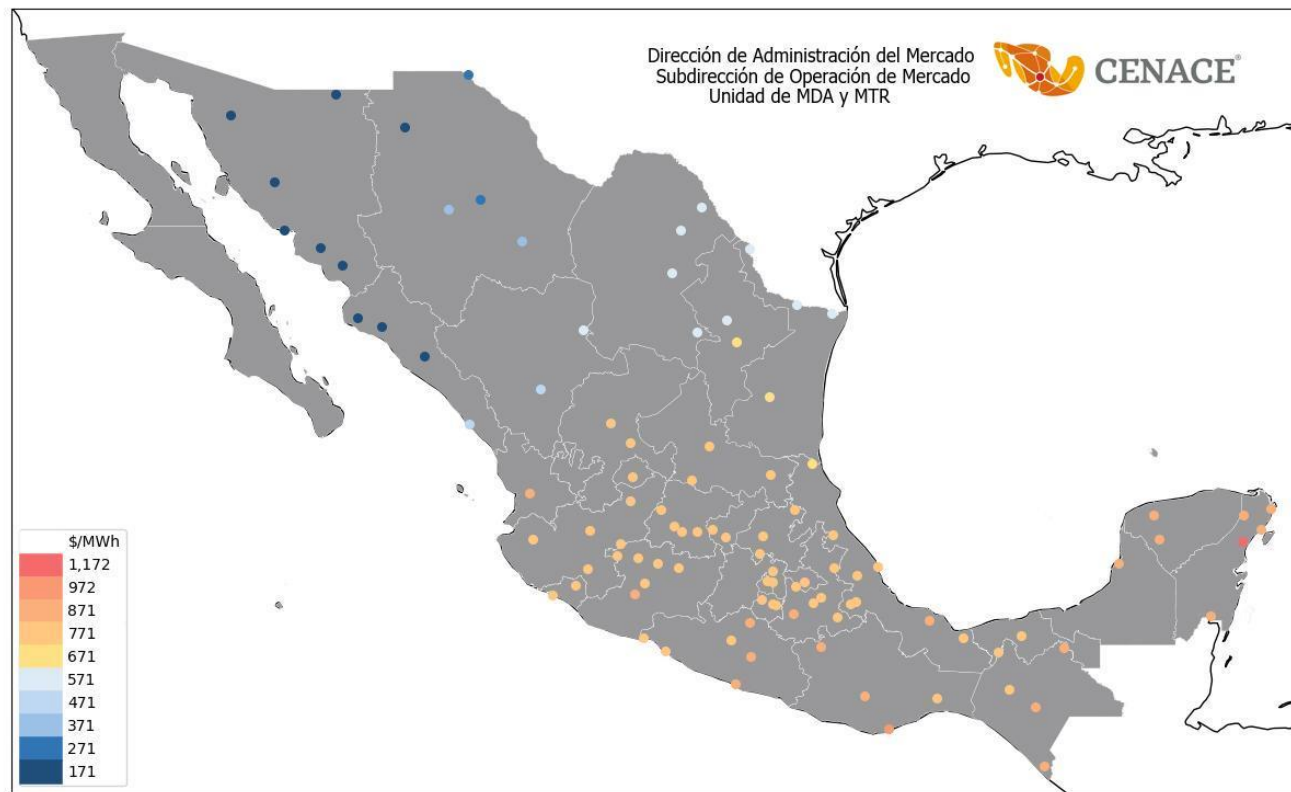 Dirección de Administración del Mercado
Subdirección de Operación de Mercado
Unidad de MDA y MTR
CENACE®
$/MWh
1,172
972
871
771
671
571
471
371
271
171